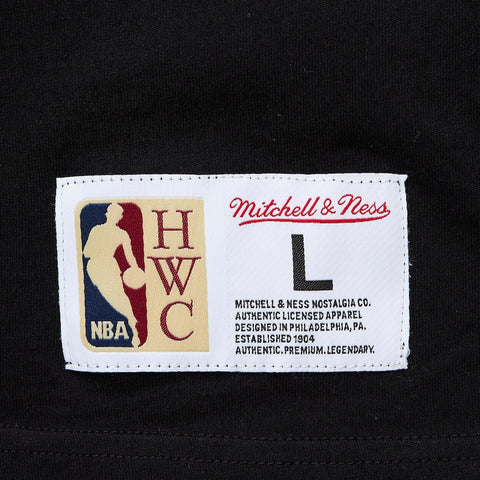 NBA
H
W
C
Mitchell & Ness
L
MITCHELL & NESS NOSTALGIA CO.
AUTHENTIC LICENSED APPAREL
DESIGNED IN PHILADELPHIA, PA.
ESTABLISHED 1904
AUTHENTIC.PREMIUM.LEGENDARY.